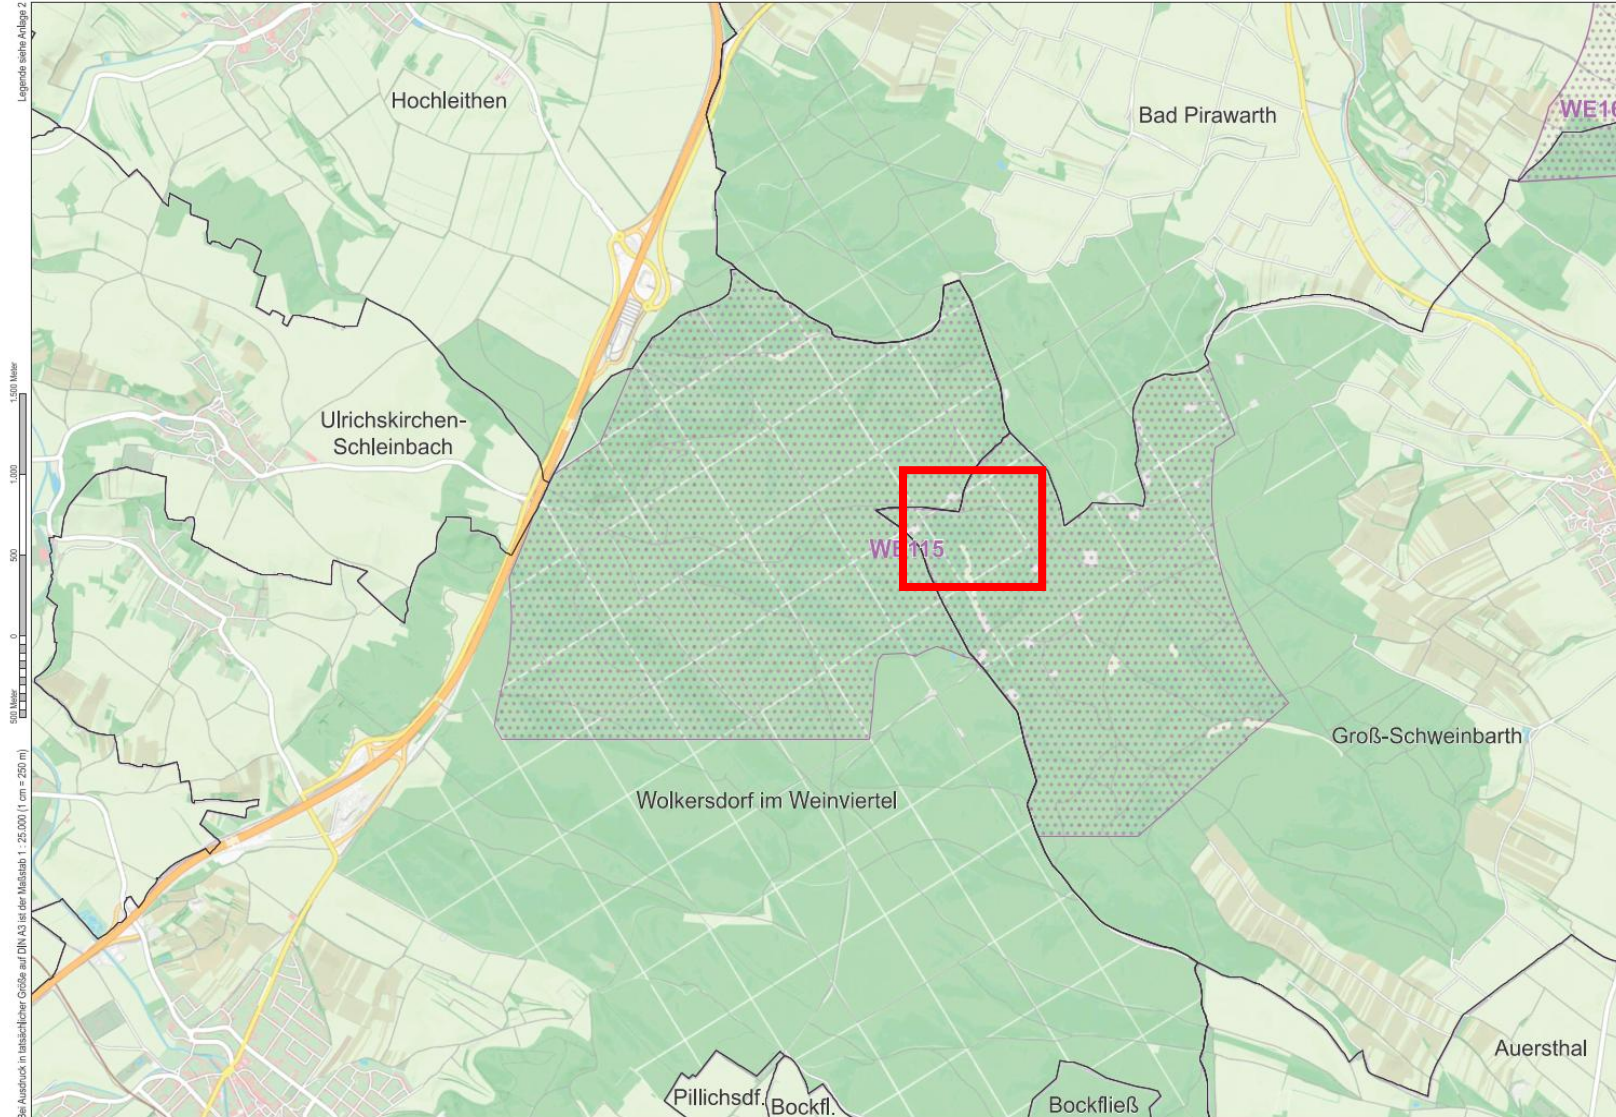 Legende siehe Anlage 2
Hochleithen
Bad Pirawarth
WE16
1.500 Meter
Ulrichskirchen-
Schleinbach
1.000
500
WE115
0
500 Meter
Groß-Schweinbarth
Bei Ausdruck in tatsächlicher Größe auf DIN A3 ist der Maßstab 1 : 25.000 (1 cm = 250 m)
Wolkersdorf im Weinviertel
Auersthal
Pillichsdf.
Bockfl.
Bockfließ